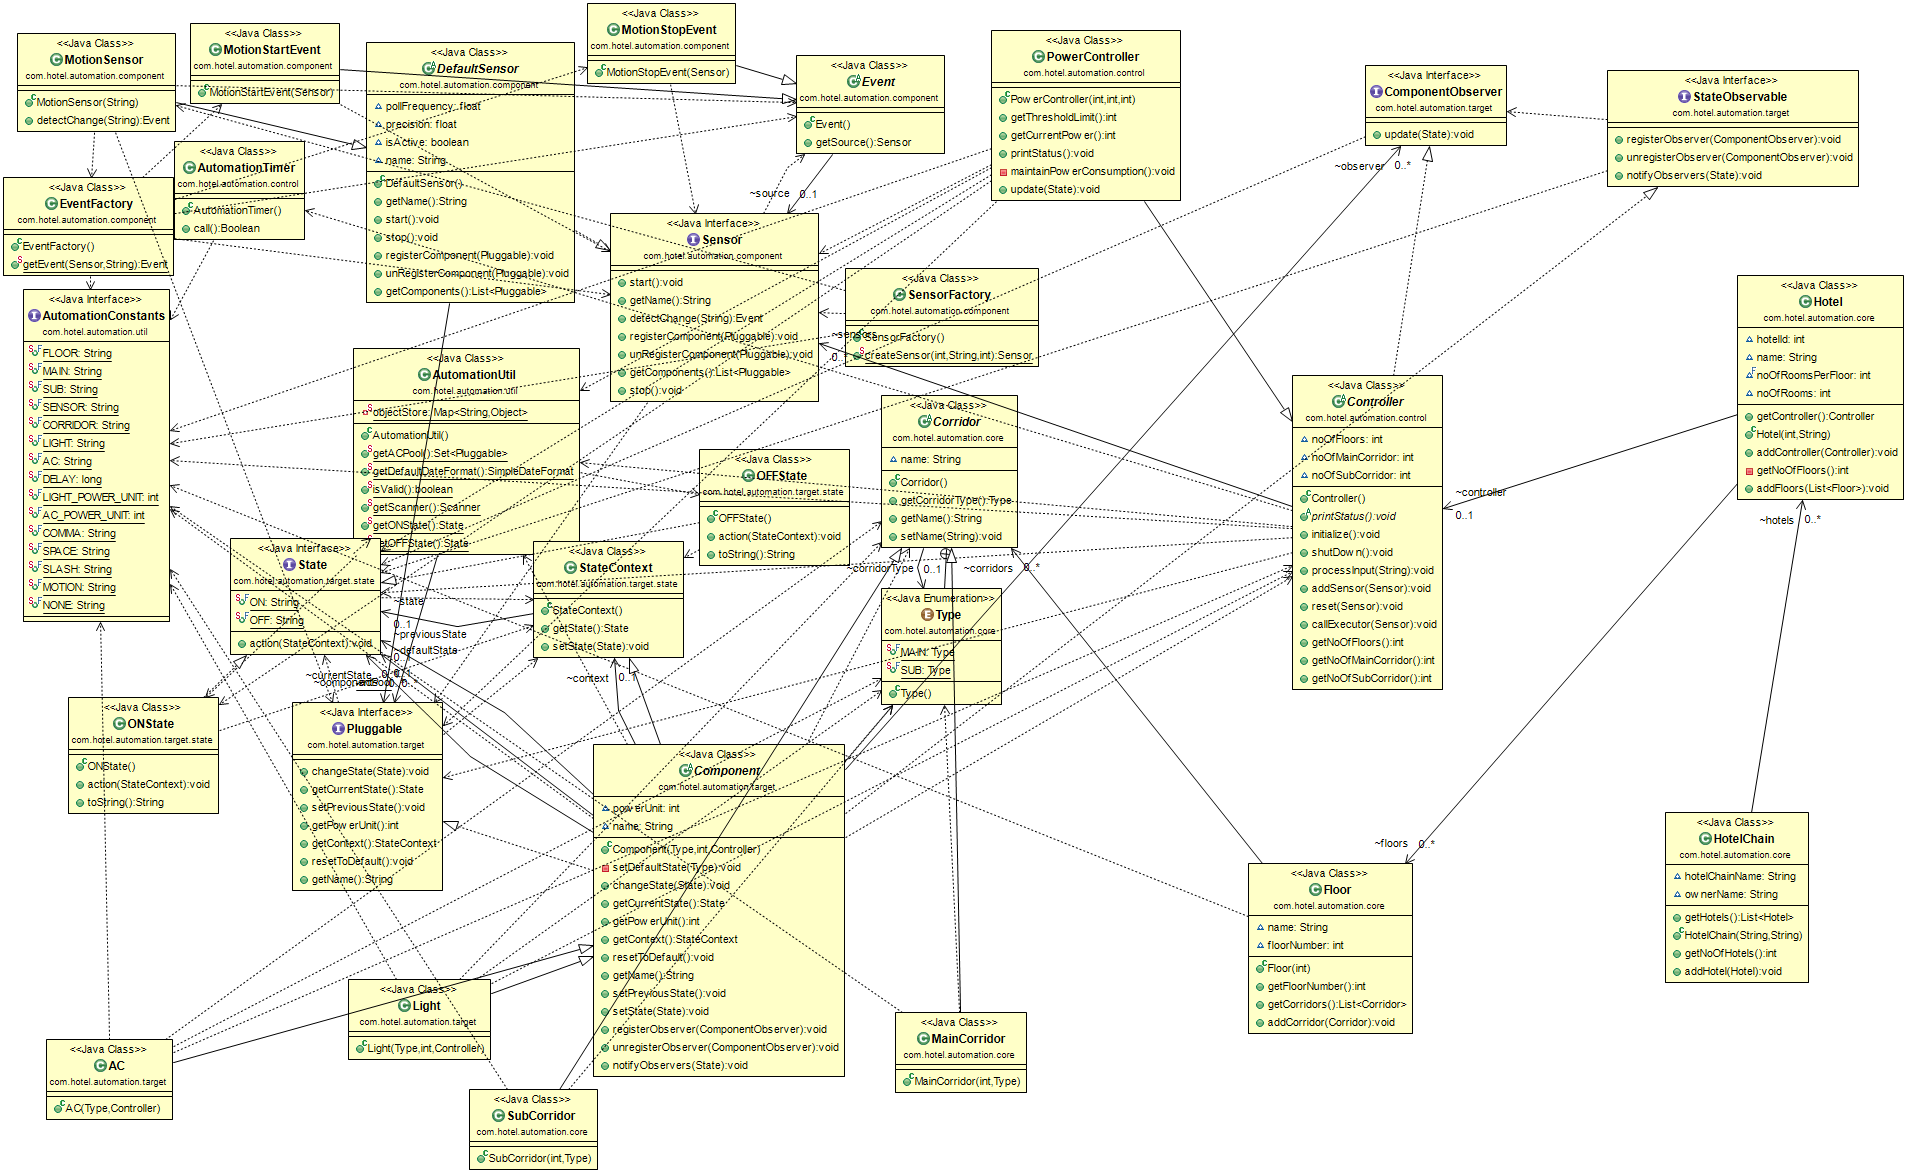 <<Java Class>>
MotionSensor
com.hotel.automation.component
MotionSensor(String)
detectChange(String):Event
<<Java Class>>
MotionStartEvent
com.hotel.automation.component
MotionStartEvent(Sensor)
<<Java Class>>
DefaultSensor
com.hotel.automation.component
pollFrequency: float
precision: float
isActive: boolean
name: String
DefaultSensor()
getName():String
start():void
stop():void
registerComponent(Pluggable):void
unRegisterComponent(Pluggable):void
getComponents():List<Pluggable>
<<Java Class>>
MotionStopEvent
com.hotel.automation.component
MotionStopEvent(Sensor)
<<Java Class>>
Event
com.hotel.automation.component
Event()
getSource():Sensor
~source
0..1
<<Java Class>>
PowerController
com.hotel.automation.control
PowerController(int,int,int)
getThresholdLimit():int
getCurrentPower():int
printStatus():void
maintainPowerConsumption():void
update(State):void
<<Java Interface>>
ComponentObserver
com.hotel.automation.target
update(State):void
~observer
0..*
<<Java Interface>>
StateObservable
com.hotel.automation.target
registerObserver(ComponentObserver):void
unregisterObserver(ComponentObserver):void
notifyObservers(State):void
<<Java Class>>
AutomationTimer
com.hotel.automation.control
AutomationTimer()
call():Boolean
<<Java Class>>
EventFactory
com.hotel.automation.component
EventFactory()
getEvent(Sensor,String):Event
<<Java Interface>>
Sensor
com.hotel.automation.component
start():void
getName():String
detectChange(String):Event
registerComponent(Pluggable):void
unRegisterComponent(Pluggable):void
getComponents():List<Pluggable>
stop():void
<<Java Class>>
SensorFactory
com.hotel.automation.component
SensorFactory()
createSensor(int,String,int):Sensor
~sensors
0..*
<<Java Interface>>
AutomationConstants
com.hotel.automation.util
FLOOR: String
MAIN: String
SUB: String
SENSOR: String
CORRIDOR: String
LIGHT: String
AC: String
DELAY: long
LIGHT_POWER_UNIT: int
AC_POWER_UNIT: int
COMMA: String
SPACE: String
SLASH: String
MOTION: String
NONE: String
<<Java Class>>
AutomationUtil
com.hotel.automation.util
objectStore: Map<String,Object>
AutomationUtil()
getACPool():Set<Pluggable>
getDefaultDateFormat():SimpleDateFormat
isValid():boolean
getScanner():Scanner
getONState():State
etOFFState():State
<<Java Class>>
OFFState
com.hotel.automation.target.state
OFFState()
action(StateContext):void
toString():String
<<Java Class>>
Corridor
com.hotel.automation.core
name: String
Corridor()
getCorridorType():Type
getName():String
setName(String):void
~corridorType
0..1
~corridors
0..*
<<Java Class>>
Controller
com.hotel.automation.control
noOfFloors: int
noOfMainCorridor: int
noOfSubCorridor: int
Controller()
printStatus():void
initialize():void
shutDown():void
processInput(String):void
addSensor(Sensor):void
reset(Sensor):void
callExecutor(Sensor):void
getNoOfFloors():int
getNoOfMainCorridor():int
getNoOfSubCorridor():int
~controller
0..1
<<Java Class>>
Hotel
com.hotel.automation.core
hotelId: int
name: String
noOfRoomsPerFloor: int
noOfRooms: int
getController():Controller
Hotel(int,String)
addController(Controller):void
getNoOfFloors():int
addFloors(List<Floor>):void
~hotels
0..*
<<Java Interface>>
State
com.hotel.automation.target.state
ON: String
OFF: String
action(StateContext):void
~state
0..1
~previousState
~defaultState
0..1
~currentState
<<Java Class>>
StateContext
com.hotel.automation.target.state
StateContext()
getState():State
setState(State):void
~context
0..1
<<Java Enumeration>>
Type
com.hotel.automation.core
MAIN: Type
SUB: Type
Type()
<<Java Class>>
ONState
com.hotel.automation.target.state
ONState()
action(StateContext):void
toString():String
<<Java Interface>>
Pluggable
com.hotel.automation.target
changeState(State):void
getCurrentState():State
setPreviousState():void
getPowerUnit():int
getContext():StateContext
resetToDefault():void
getName():String
<<Java Class>>
Component
com.hotel.automation.target
powerUnit: int
name: String
Component(Type,int,Controller)
setDefaultState(Type):void
changeState(State):void
getCurrentState():State
getPowerUnit():int
getContext():StateContext
resetToDefault():void
getName():String
setPreviousState():void
setState(State):void
registerObserver(ComponentObserver):void
unregisterObserver(ComponentObserver):void
notifyObservers(State):void
~floors
0..*
<<Java Class>>
Floor
com.hotel.automation.core
name: String
floorNumber: int
Floor(int)
getFloorNumber():int
getCorridors():List<Corridor>
addCorridor(Corridor):void
<<Java Class>>
HotelChain
com.hotel.automation.core
hotelChainName: String
ownerName: String
getHotels():List<Hotel>
HotelChain(String,String)
getNoOfHotels():int
addHotel(Hotel):void
<<Java Class>>
Light
com.hotel.automation.target
Light(Type,int,Controller)
<<Java Class>>
AC
com.hotel.automation.target
AC(Type,Controller)
<<Java Class>>
SubCorridor
com.hotel.automation.core
SubCorridor(int,Type)
<<Java Class>>
MainCorridor
com.hotel.automation.core
MainCorridor(int,Type)